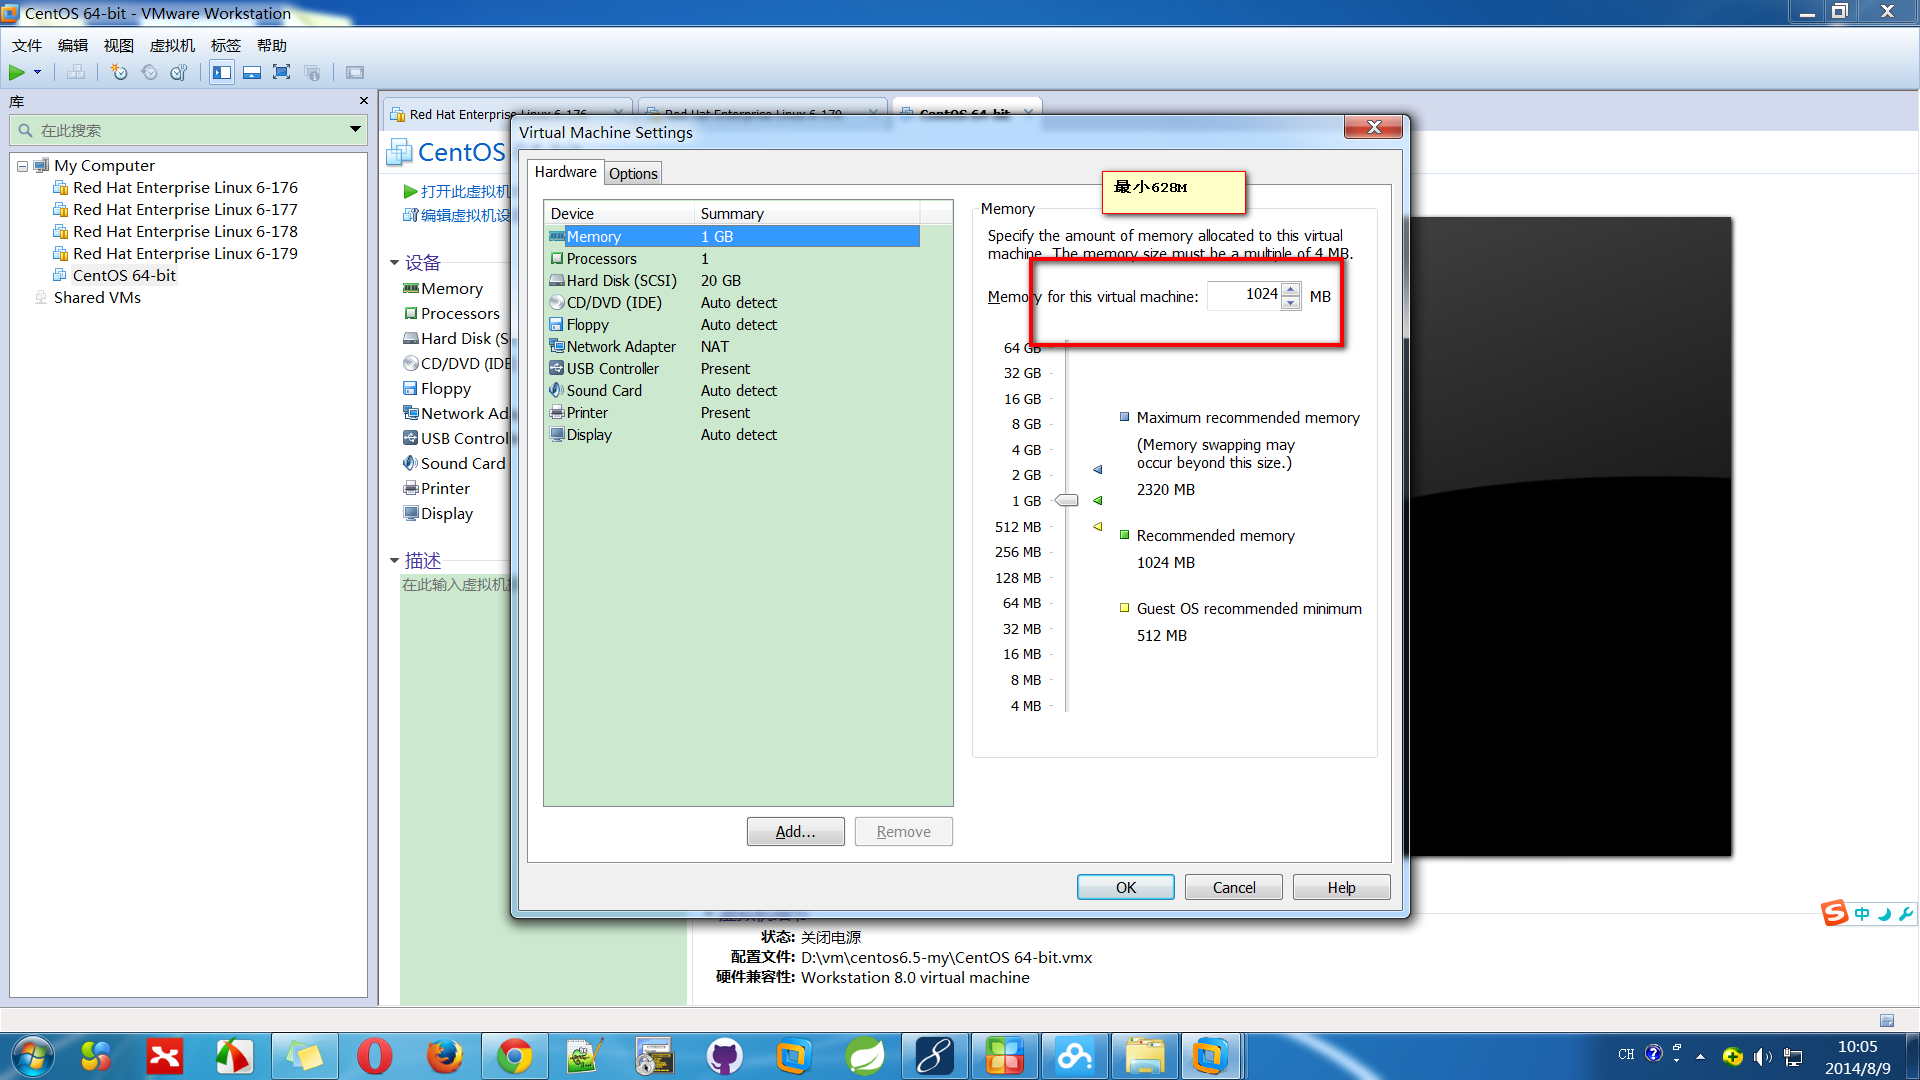 CentOS 64-bit - VMware Workstation
文件 编辑 视图 虚拟机 标签 帮助
库
在此搜索
My Computer
Red Hat Enterprise Linux 6-176
Red Hat Enterprise Linux 6-177
Red Hat Enterprise Linux 6-178
Red Hat Enterprise Linux 6-179
CentOS 64-bit
Shared VMs
Red Hat Enterprise Linux 6-176
Red Hat Enterprise Linux 6-179
CentOS 64-bit
CentOS
打开此虚拟机
编辑虚拟机设
设备
Memory
Processors
Hard Disk (S
CD/DVD (IDE
Floppy
Network Ad
USB Control
Sound Card
Printer
Display
描述
在此输入虚拟机
Virtual Machine Settings
Hardware Options
Device Summary
Memory 1 GB
Processors 1
Hard Disk (SCSI) 20 GB
CD/DVD (IDE) Auto detect
Floppy Auto detect
Network Adapter NAT
USB Controller Present
Sound Card Auto detect
Printer Present
Display Auto detect
Add... Remove
最小628M
Memory
Specify the amount of memory allocated to this virtual
machine. The memory size must be a multiple of 4 MB.
Memory for this virtual machine: 1024 MB
64 GB
32 GB
16 GB
8 GB
4 GB
2 GB
1 GB
512 MB
256 MB
128 MB
64 MB
32 MB
16 MB
8 MB
4 MB
Maximum recommended memory
(Memory swapping may
occur beyond this size.)
2320 MB
Recommended memory
1024 MB
Guest OS recommended minimum
512 MB
OK Cancel Help
状态: 关闭电源
配置文件: D:\vm\centos6.5-my\CentOS 64-bit.vmx
硬件兼容性: Workstation 8.0 virtual machine
中
CH
10:05
2014/8/9